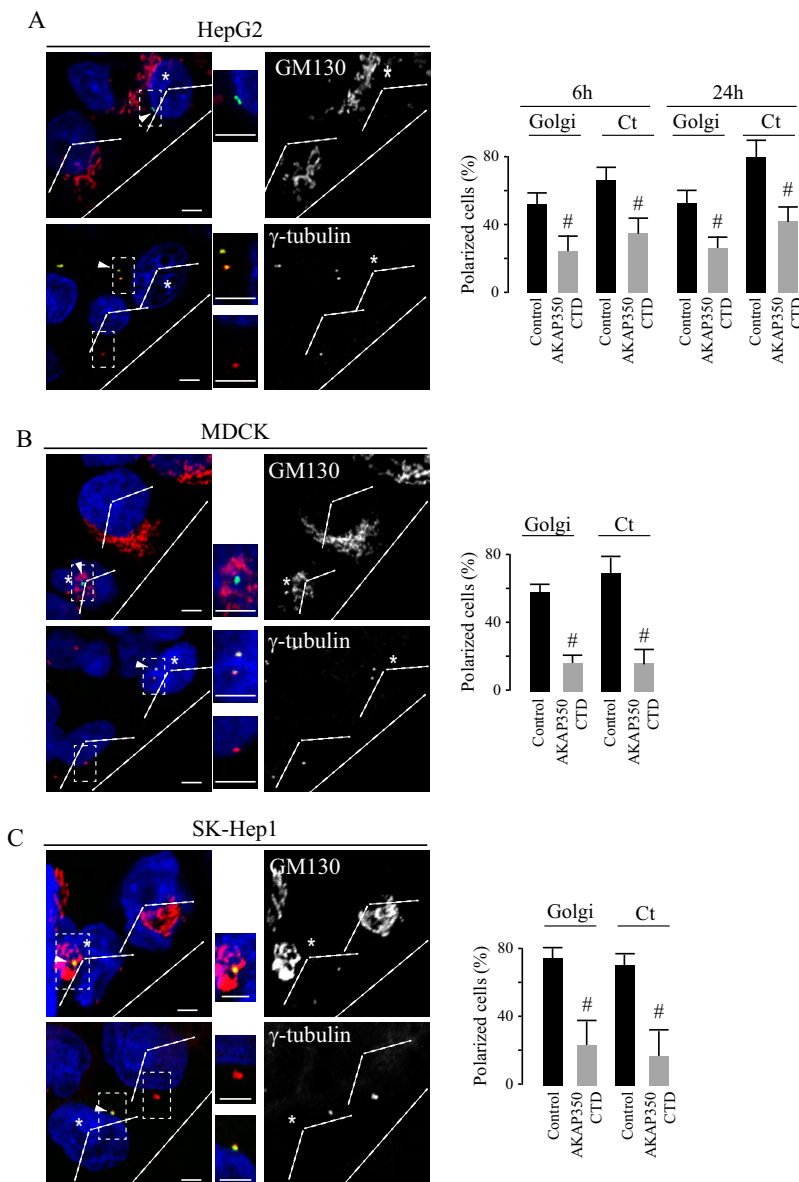 A
HepG2
GM130
*
*
γ-tubulin
*
*
6h 24h
Golgi Ct Golgi Ct
Polarized cells (%)
80
40
0
# # # #
Control
AKAP350 CTD
Control
AKAP350 CTD
Control
AKAP350 CTD
Control
AKAP350 CTD
B
MDCK
GM130
*
*
γ-tubulin
*
*
Golgi Ct
Polarized cells (%)
80
40
0
# #
Control
AKAP350 CTD
Control
AKAP350 CTD
C
SK-Hep1
GM130
*
*
γ-tubulin
*
*
Golgi Ct
Polarized cells (%)
80
40
0
# #
Control
AKAP350 CTD
Control
AKAP350 CTD